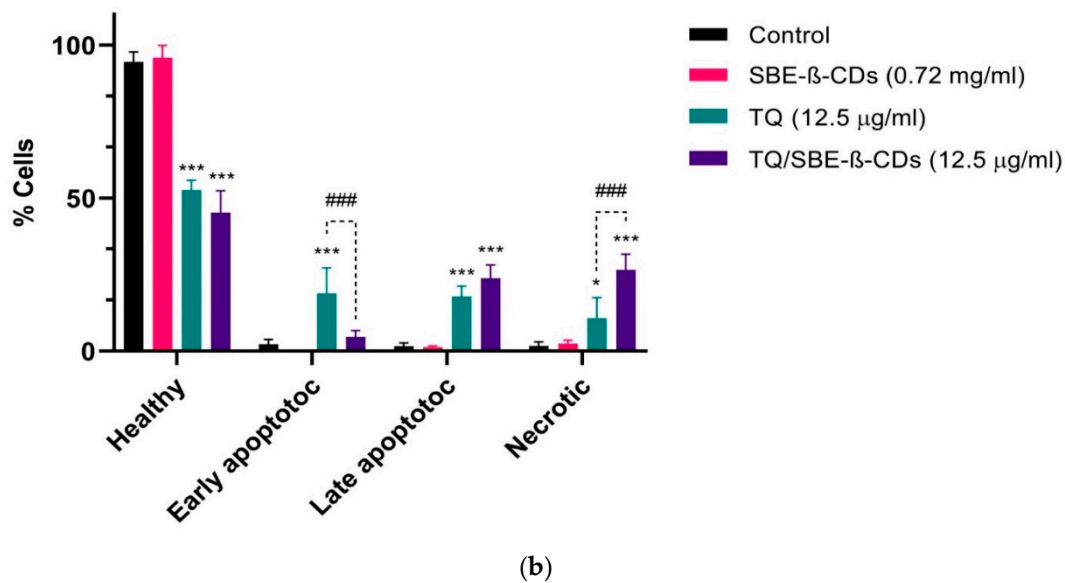 100
50
0
% Cells
Control
SBE-ß-CDs (0.72 mg/ml)
TQ (12.5 μg/ml)
TQ/SBE-ß-CDs (12.5 μg/ml)
*** ***
###
***
*** ***
###
* ***
Healthy
Early apoptotoc
Late apoptotoc
Necrotic
(b)